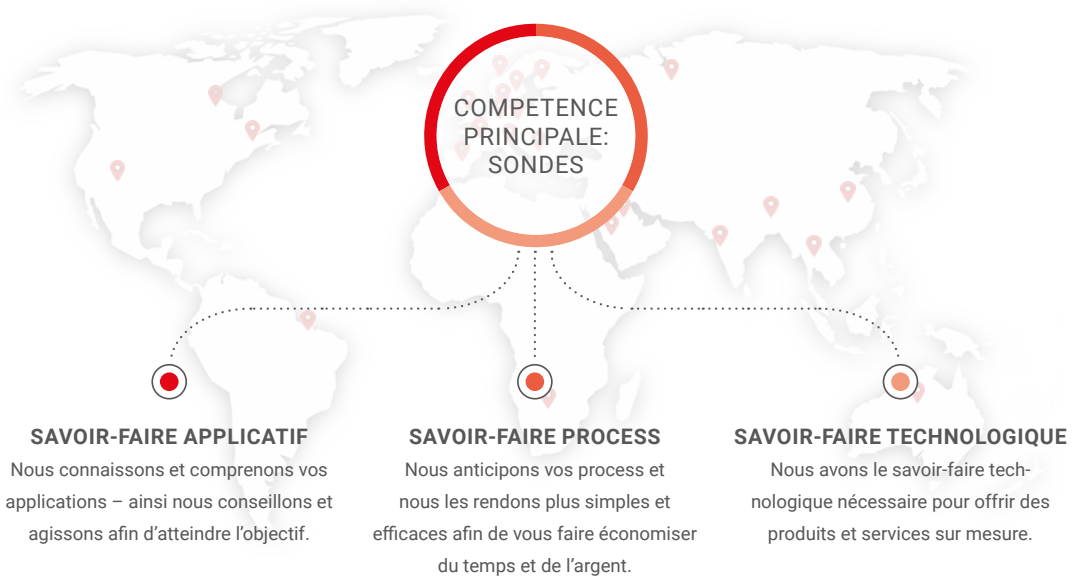 COMPETENCE
PRINCIPALE:
SONDES
SAVOIR-FAIRE APPLICATIF
Nous connaissons et comprenons vos
applications – ainsi nous conseillons et
agissons afin d’atteindre l’objectif.
SAVOIR-FAIRE PROCESS
Nous anticipons vos process et
nous les rendons plus simples et
efficaces afin de vous faire économiser
du temps et de l’argent.
SAVOIR-FAIRE TECHNOLOGIQUE
Nous avons le savoir-faire tech-
nologique nécessaire pour offrir des
produits et services sur mesure.